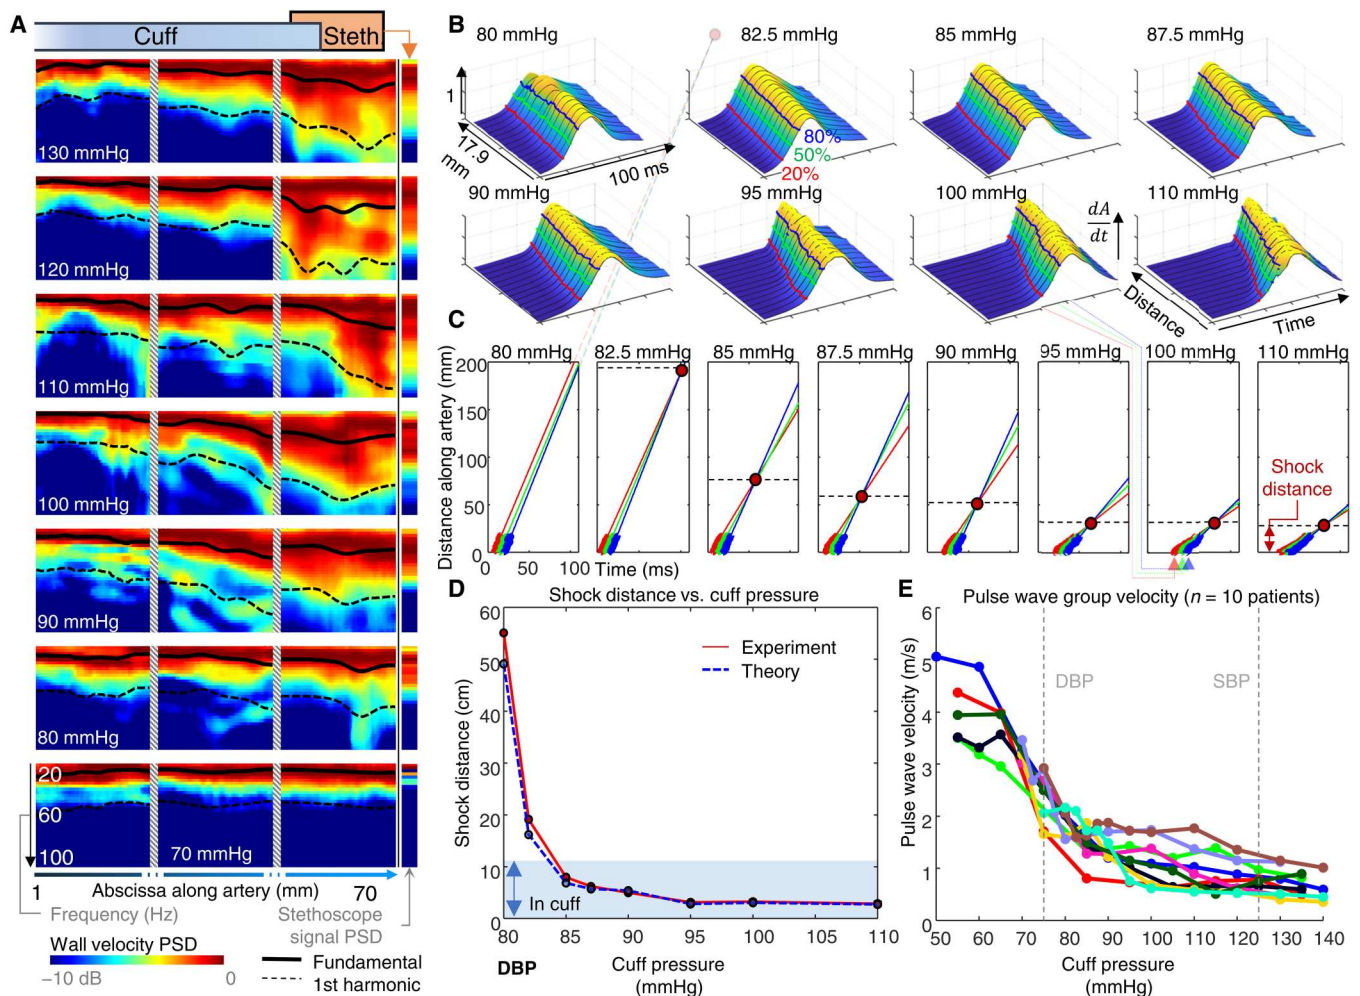 A
Cuff
Steth.
130 mmHg
120 mmHg
110 mmHg
100 mmHg
90 mmHg
80 mmHg
20
60
100
70 mmHg
1
Abscissa along artery (mm)
70
Frequency (Hz)
Stethoscope
signal PSD
Wall velocity PSD
−10 dB
0
Fundamental
1st harmonic
B
80 mmHg
82.5 mmHg
85 mmHg
87.5 mmHg
1
17.9
mm
100 ms
80%
50%
20%
90 mmHg
95 mmHg
100 mmHg
110 mmHg
dA
dt
Distance
Time
C
80 mmHg
82.5 mmHg
85 mmHg
87.5 mmHg
90 mmHg
95 mmHg
100 mmHg
110 mmHg
Distance along artery (mm)
200
150
100
50
0
0
50
100
Time (ms)
Shock
distance
D
Shock distance vs. cuff pressure
Shock distance (cm)
60
50
40
30
20
10
0
Experiment
Theory
In cuff
80
85
90
95
100
105
110
DBP
Cuff pressure
(mmHg)
E
Pulse wave group velocity (n = 10 patients)
Pulse wave velocity (m/s)
6
5
4
3
2
1
0
DBP
SBP
50
60
70
80
90
100
110
120
130
140
Cuff pressure
(mmHg)